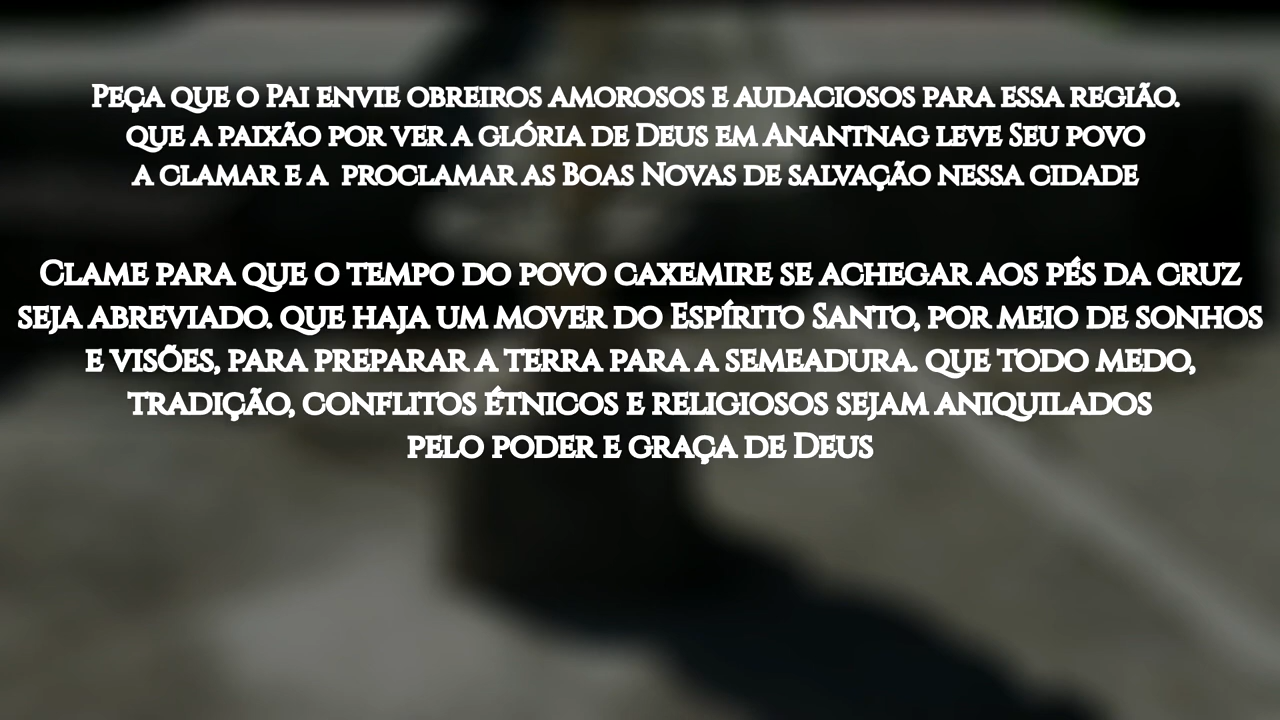 Peça que o Pai envie obreiros amorosos e audaciosos para essa região.
que a paixão por ver a glória de Deus em Anantnag leve Seu povo
a clamar e a proclamar as Boas Novas de salvação nessa cidade
Clame para que o tempo do povo caxemire se achegar aos pés da cruz
seja abreviado. que haja um mover do Espírito Santo, por meio de sonhos
e visões, para preparar a terra para a semeadura. que todo medo,
tradição, conflitos étnicos e religiosos sejam aniquilados
pelo poder e graça de Deus